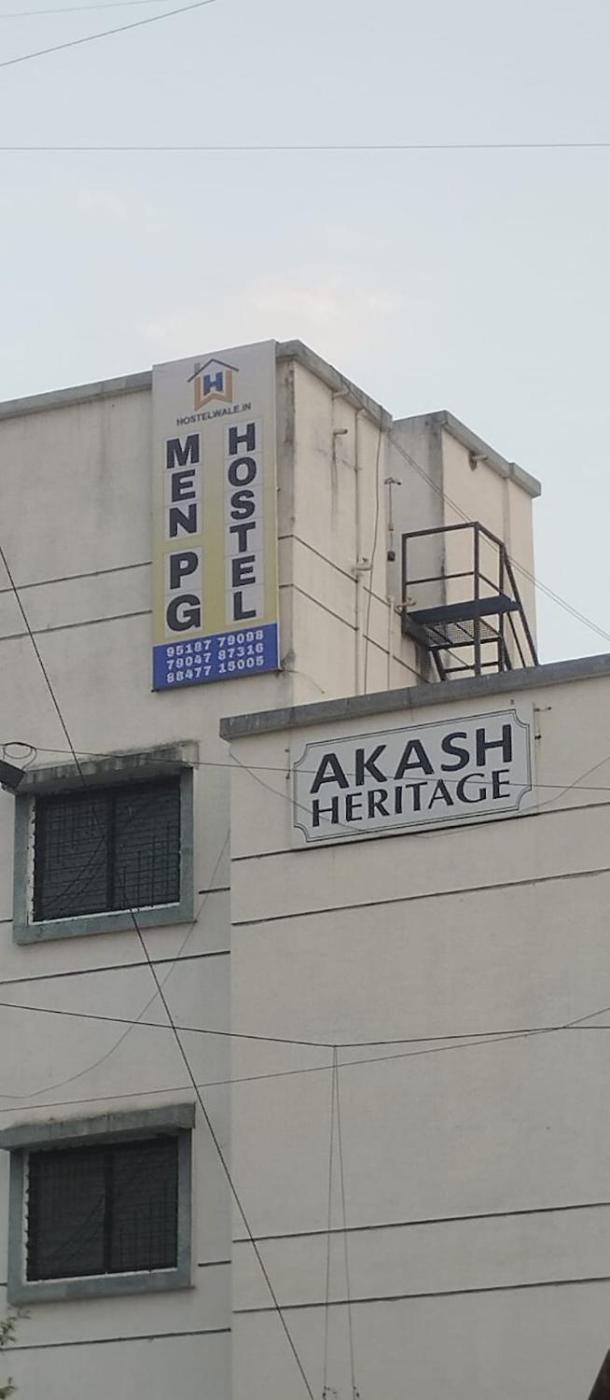 H
HOSTELWALE.IN
MEN PG
HOSTEL
95187 79098
79047 87316
88477 15005
AKASH
HERITAGE